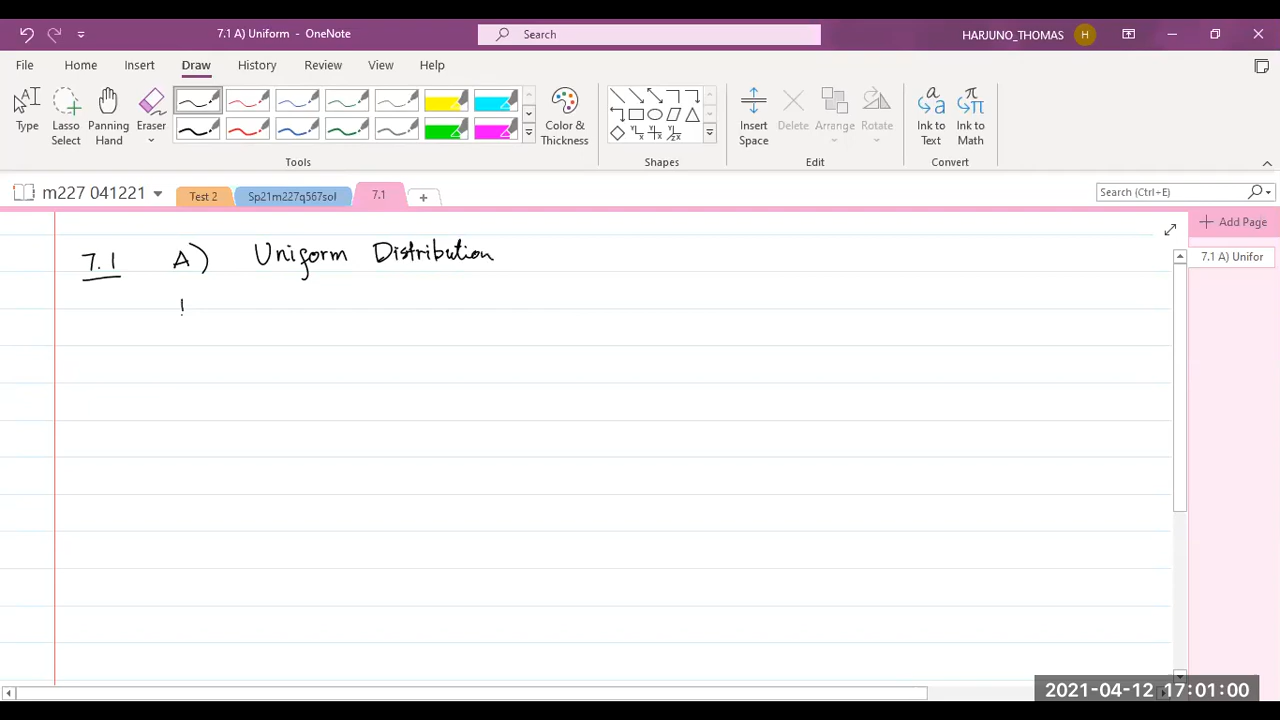 7.1 A) Uniform - OneNote
Search
HARJUNO_THOMAS
H
File Home Insert Draw History Review View Help
Type
Lasso Select
Panning Hand
Eraser
Color & Thickness
Insert Space
Delete
Arrange
Rotate
Ink to Text
Ink to Math
Tools
Shapes
Edit
Convert
m227 041221
Test 2
Sp21m227q567sol
7.1
Search (Ctrl+E)
Add Page
7.1 A) Unifor
7.1 A) Uniform Distribution
2021-04-12 17:01:00